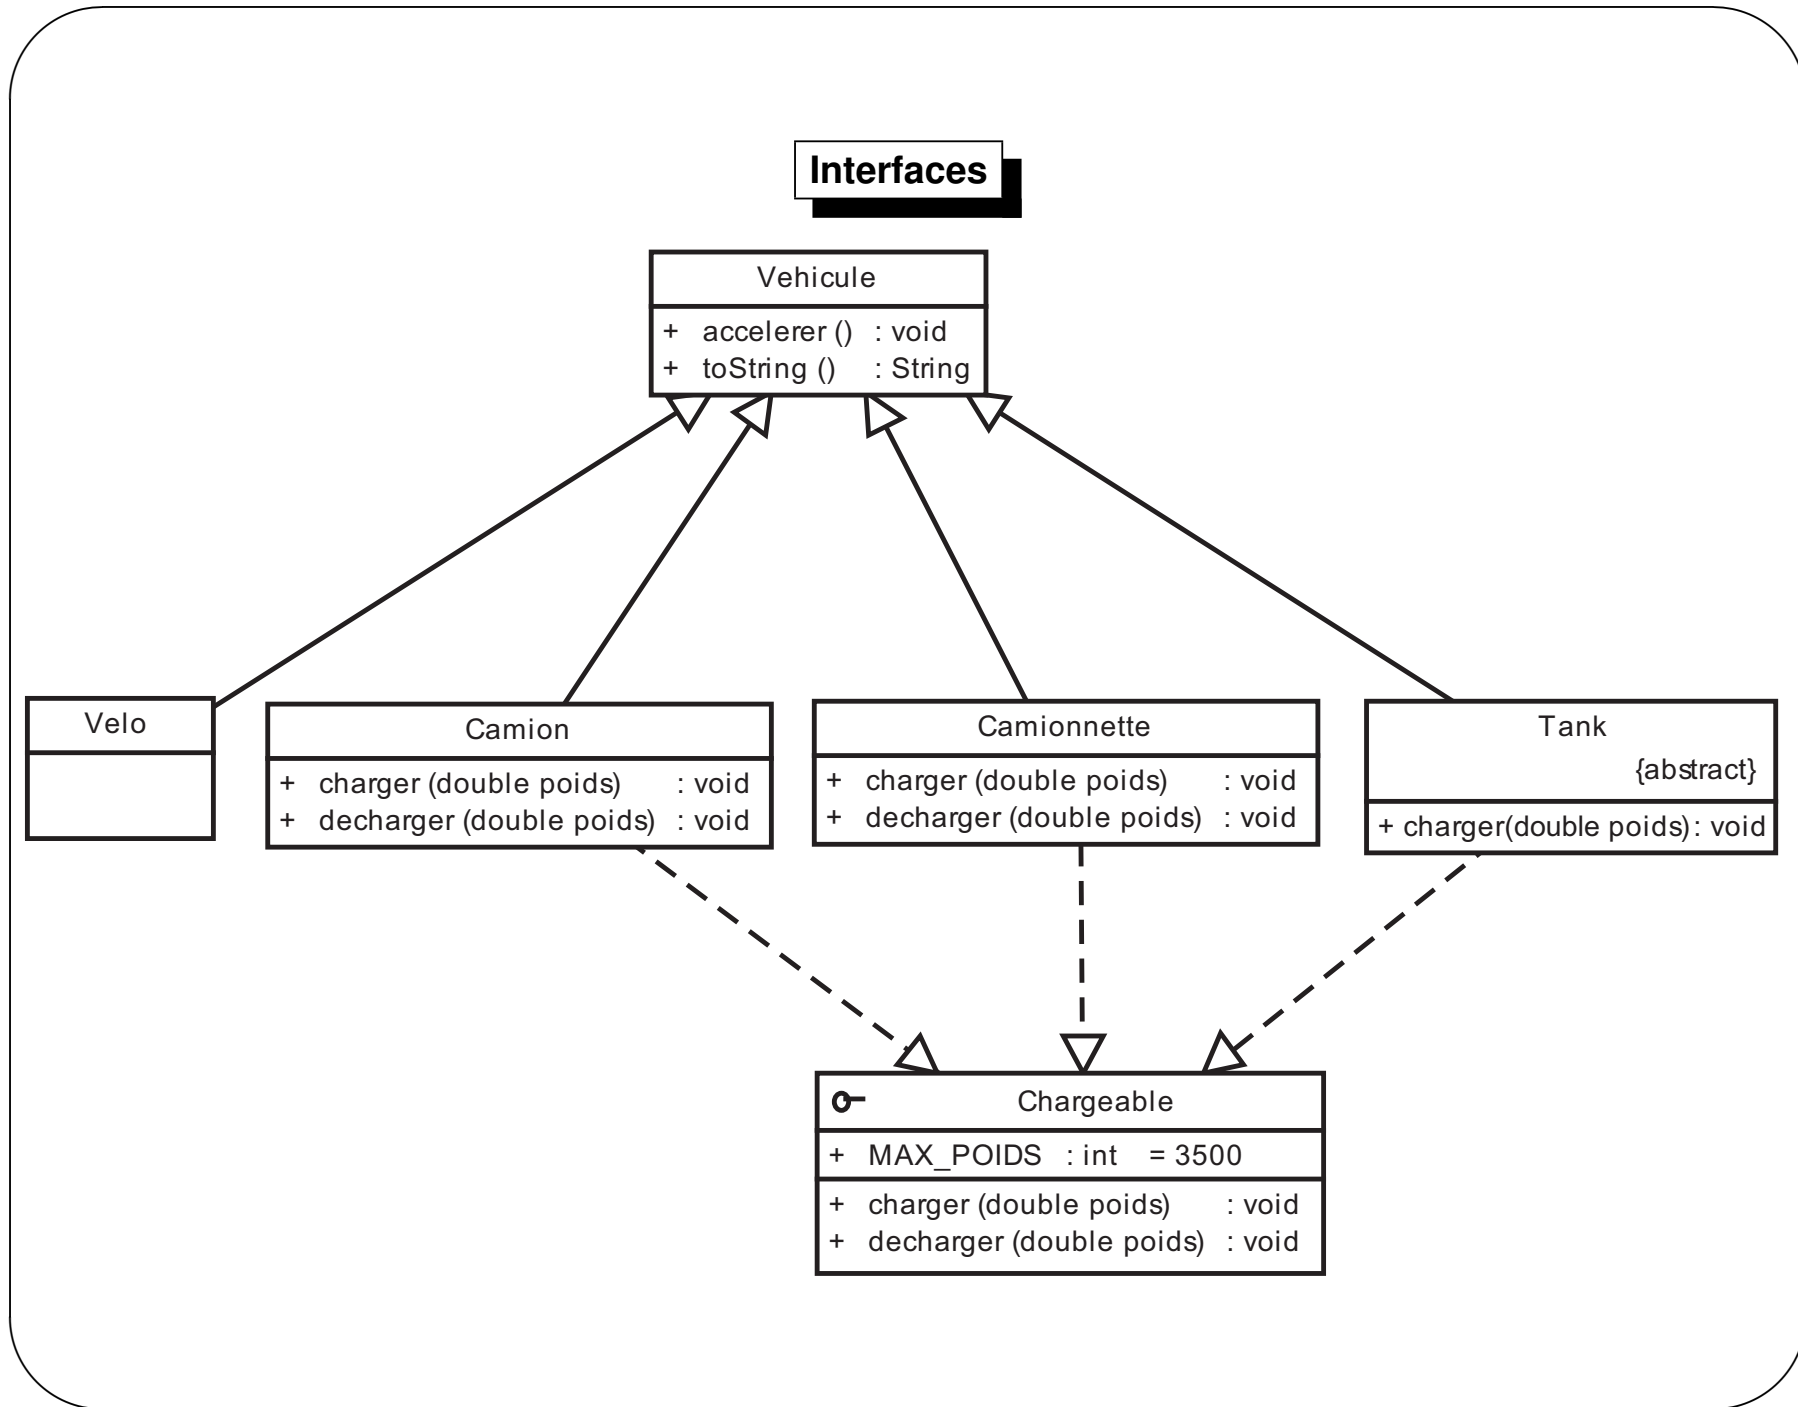 Interfaces
Vehicule
+ accelerer () : void
+ toString () : String
Velo
Camion
+ charger (double poids) : void
+ decharger (double poids) : void
Camionnette
+ charger (double poids) : void
+ decharger (double poids) : void
Tank
{abstract}
+ charger(double poids) : void
Chargeable
+ MAX_POIDS : int = 3500
+ charger (double poids) : void
+ decharger (double poids) : void